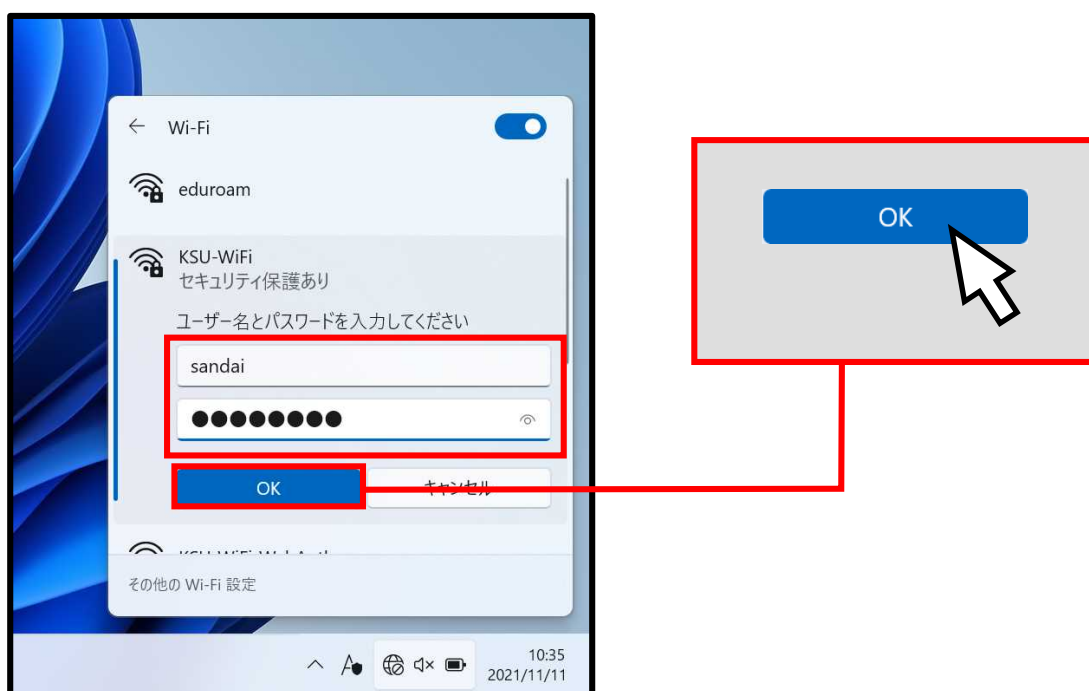 Wi-Fi
eduroam
KSU-WiFi
セキュリティ保護あり
ユーザー名とパスワードを入力してください
sandai
OK
キャンセル
その他の Wi-Fi 設定
10:35
2021/11/11
OK